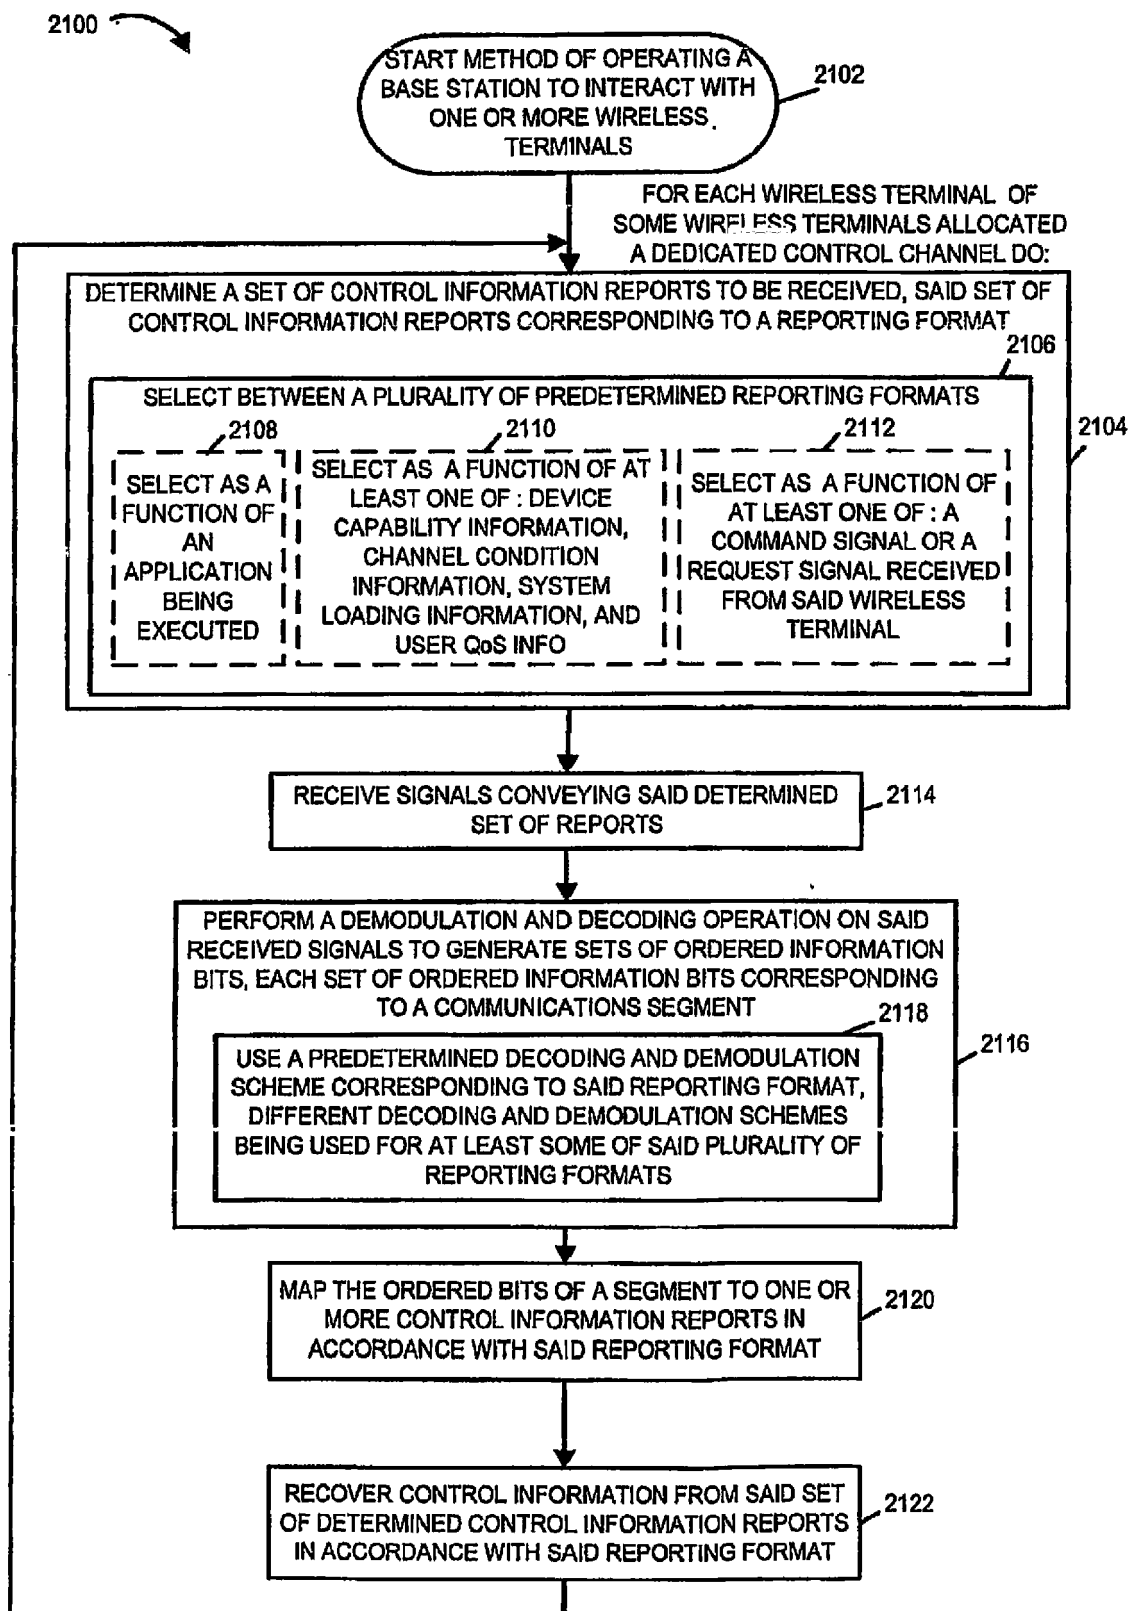 2100
START METHOD OF OPERATING A
BASE STATION TO INTERACT WITH
ONE OR MORE WIRELESS
TERMINALS
2102
FOR EACH WIRELESS TERMINAL OF
SOME WIRELESS TERMINALS ALLOCATED
A DEDICATED CONTROL CHANNEL DO:
DETERMINE A SET OF CONTROL INFORMATION REPORTS TO BE RECEIVED, SAID SET OF
CONTROL INFORMATION REPORTS CORRESPONDING TO A REPORTING FORMAT
2106
SELECT BETWEEN A PLURALITY OF PREDETERMINED REPORTING FORMATS
2104
2108
SELECT AS A
FUNCTION OF
AN
APPLICATION
BEING
EXECUTED
2110
SELECT AS A FUNCTION OF AT
LEAST ONE OF : DEVICE
CAPABILITY INFORMATION,
CHANNEL CONDITION
INFORMATION, SYSTEM
LOADING INFORMATION, AND
USER QoS INFO
2112
SELECT AS A FUNCTION OF
AT LEAST ONE OF : A
COMMAND SIGNAL OR A
REQUEST SIGNAL RECEIVED
FROM SAID WIRELESS
TERMINAL
RECEIVE SIGNALS CONVEYING SAID DETERMINED
SET OF REPORTS
2114
PERFORM A DEMODULATION AND DECODING OPERATION ON SAID
RECEIVED SIGNALS TO GENERATE SETS OF ORDERED INFORMATION
BITS, EACH SET OF ORDERED INFORMATION BITS CORRESPONDING
TO A COMMUNICATIONS SEGMENT
2118
2116
USE A PREDETERMINED DECODING AND DEMODULATION
SCHEME CORRESPONDING TO SAID REPORTING FORMAT,
DIFFERENT DECODING AND DEMODULATION SCHEMES
BEING USED FOR AT LEAST SOME OF SAID PLURALITY OF
REPORTING FORMATS
MAP THE ORDERED BITS OF A SEGMENT TO ONE OR
MORE CONTROL INFORMATION REPORTS IN
ACCORDANCE WITH SAID REPORTING FORMAT
2120
RECOVER CONTROL INFORMATION FROM SAID SET
OF DETERMINED CONTROL INFORMATION REPORTS
IN ACCORDANCE WITH SAID REPORTING FORMAT
2122